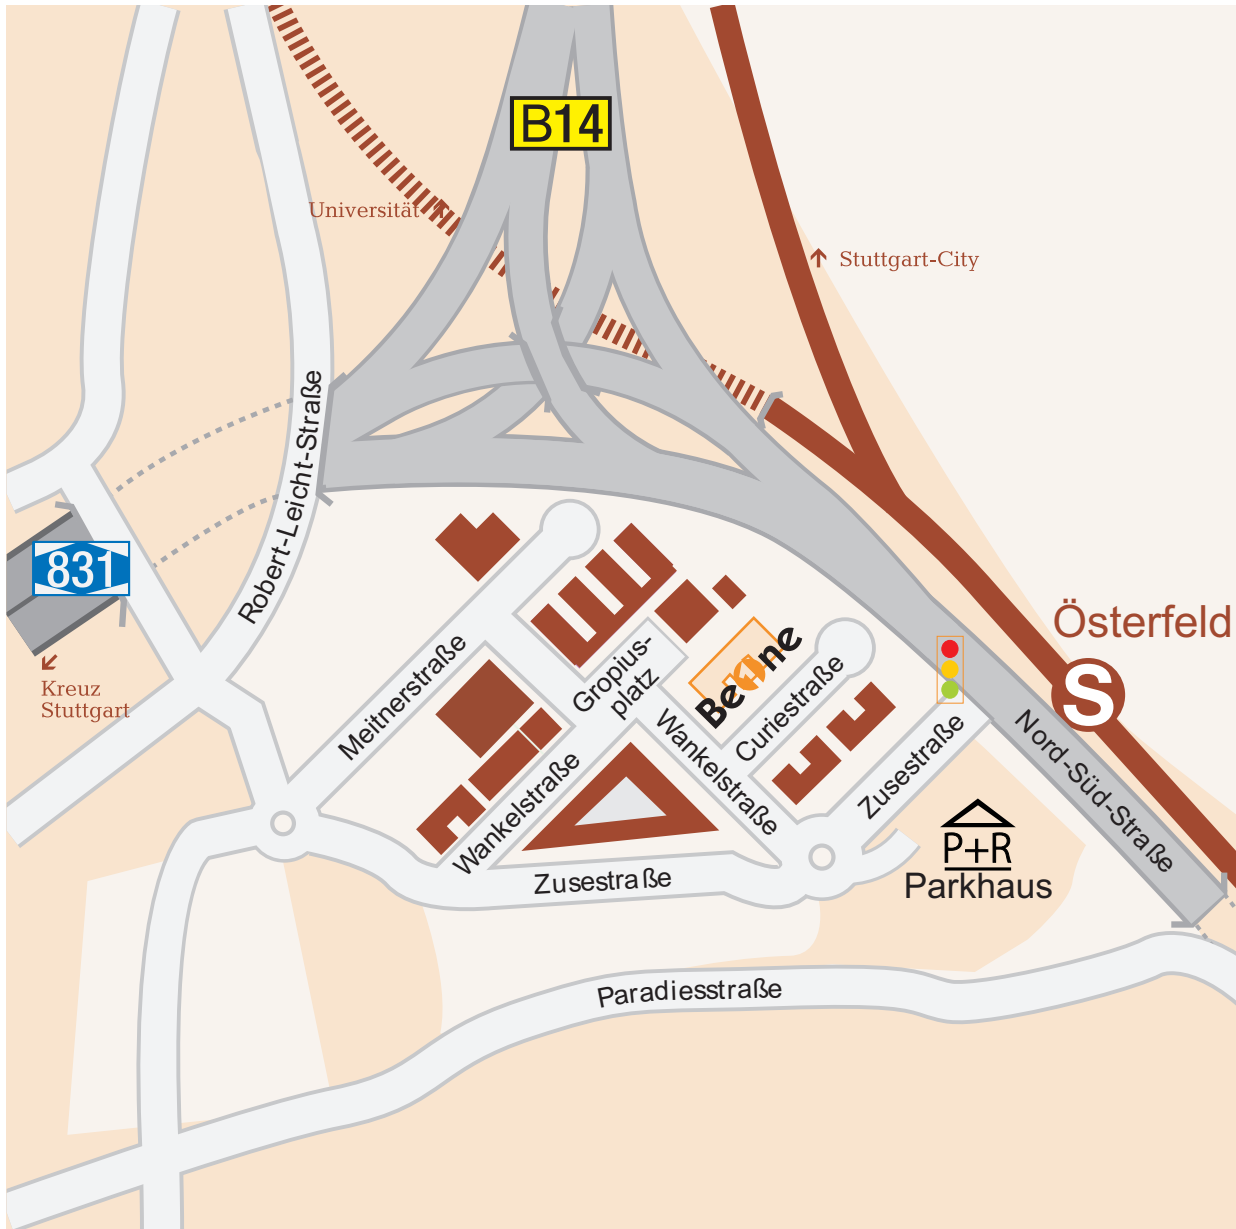 B14
Universität
Stuttgart-City
Robert-Leicht-Straße
831
Kreuz
Stuttgart
Österfeld
S
Meitnerstraße
Gropius-
platz
BeOne
Curiestraße
Wankelstraße
Wankelstraße
Zusestraße
Nord-Süd-Straße
P+R
Parkhaus
Zusestraße
Paradiesstraße